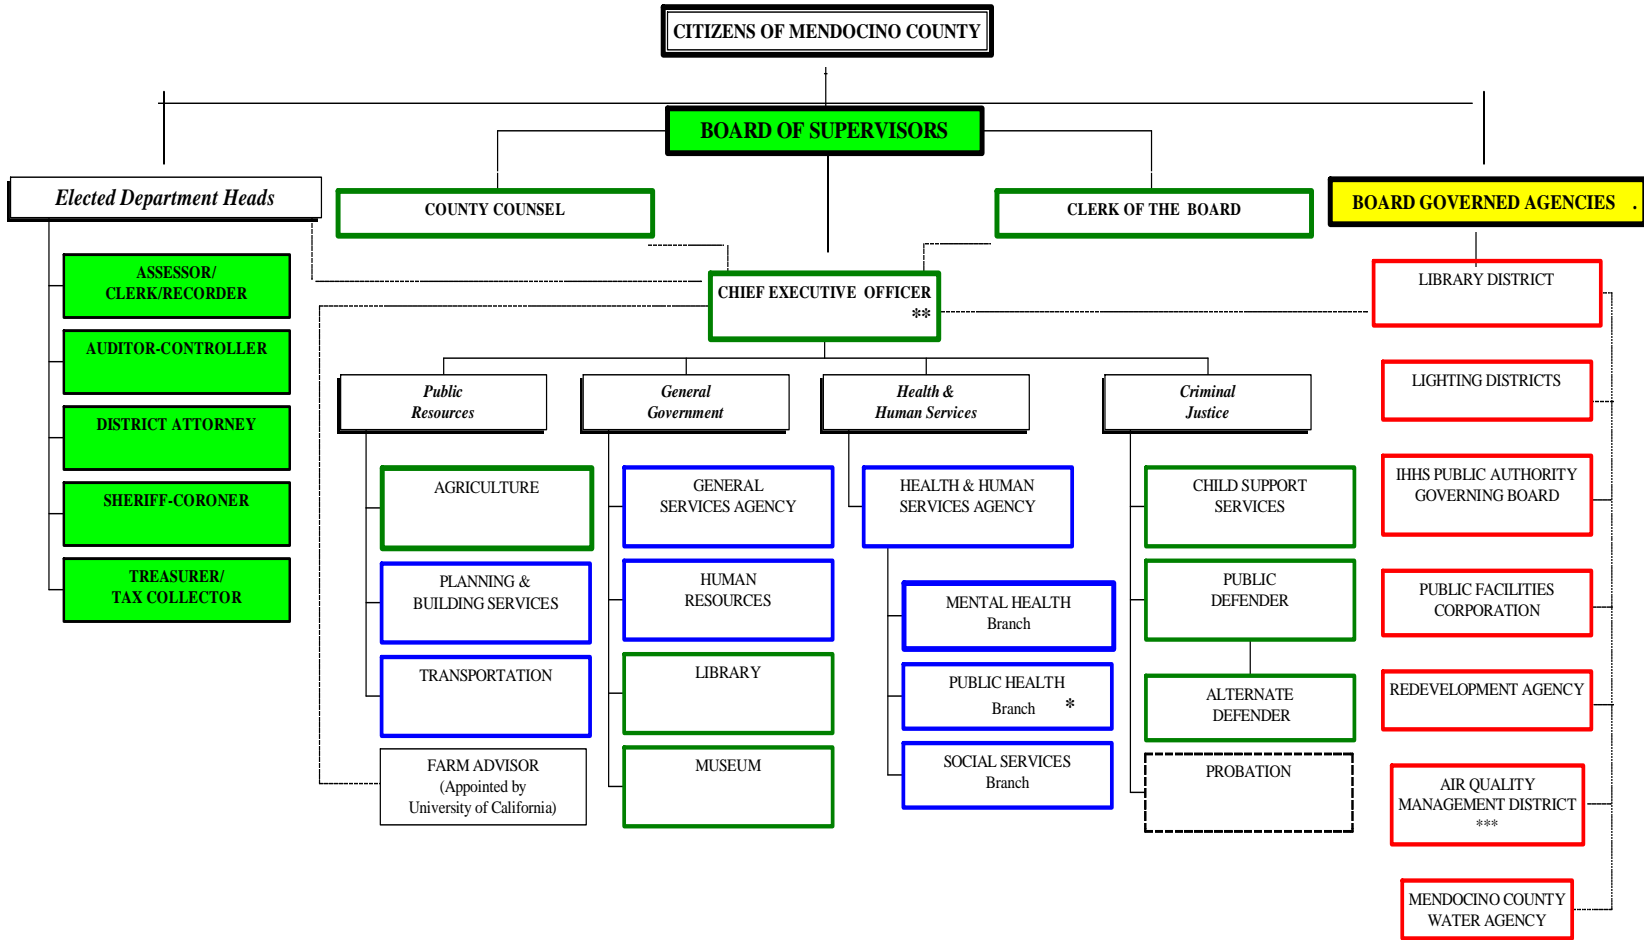 CITIZENS OF MENDOCINO COUNTY
BOARD OF SUPERVISORS
Elected Department Heads
COUNTY COUNSEL
CLERK OF THE BOARD
BOARD GOVERNED AGENCIES .
ASSESSOR/
CLERK/RECORDER
AUDITOR-CONTROLLER
DISTRICT ATTORNEY
SHERIFF-CORONER
TREASURER/
TAX COLLECTOR
CHIEF EXECUTIVE OFFICER
**
Public
Resources
AGRICULTURE
PLANNING &
BUILDING SERVICES
TRANSPORTATION
FARM ADVISOR
(Appointed by
University of California)
General
Government
GENERAL
SERVICES AGENCY
HUMAN
RESOURCES
LIBRARY
MUSEUM
Health &
Human Services
HEALTH & HUMAN
SERVICES AGENCY
MENTAL HEALTH
Branch
PUBLIC HEALTH
Branch *
SOCIAL SERVICES
Branch
Criminal
Justice
CHILD SUPPORT
SERVICES
PUBLIC
DEFENDER
ALTERNATE
DEFENDER
PROBATION
LIBRARY DISTRICT
LIGHTING DISTRICTS
IHHS PUBLIC AUTHORITY
GOVERNING BOARD
PUBLIC FACILITIES
CORPORATION
REDEVELOPMENT AGENCY
AIR QUALITY
MANAGEMENT DISTRICT
***
MENDOCINO COUNTY
WATER AGENCY